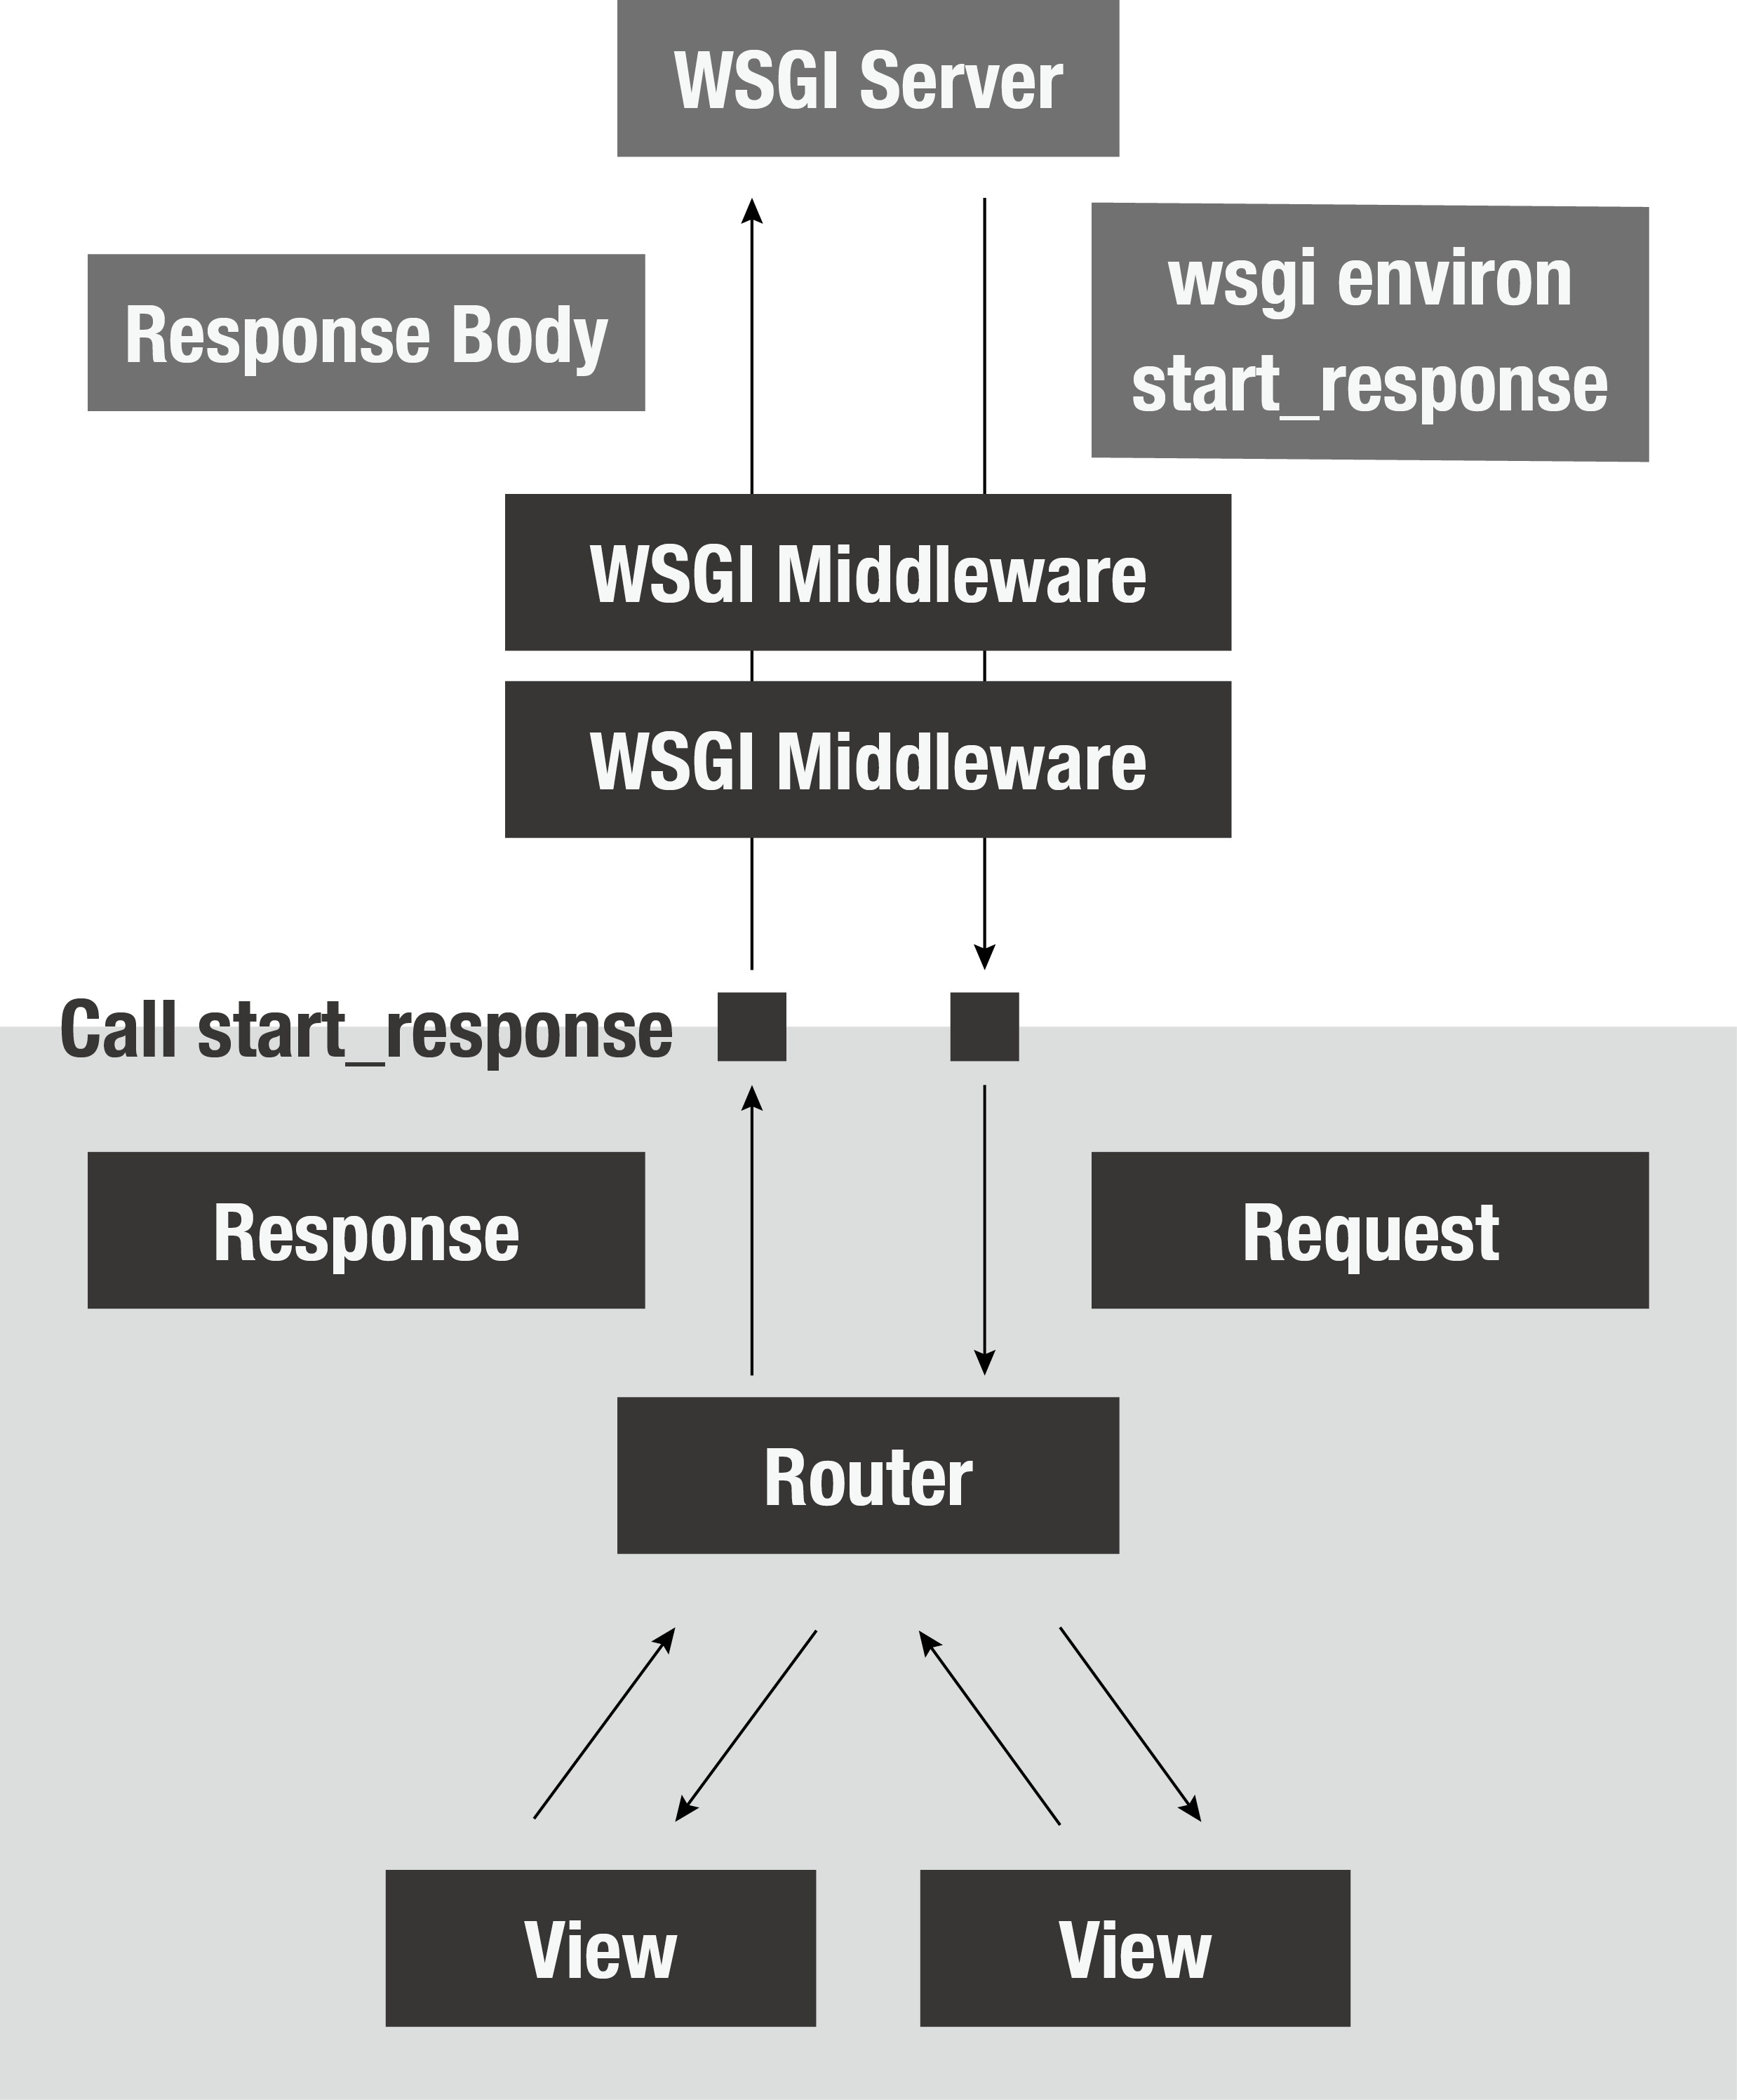 WSGI Server
Response Body
wsgi environ
start_response
WSGI Middleware
WSGI Middleware
Call start_response
Response
Request
Router
View
View